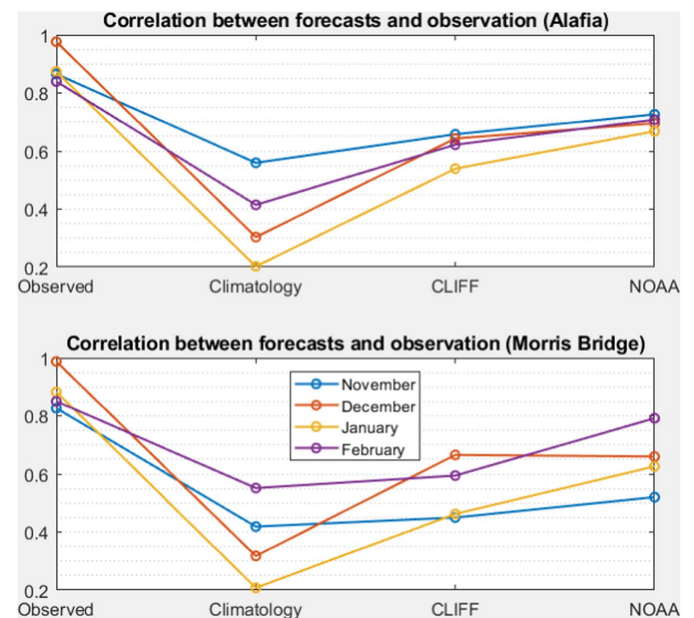 Correlation between forecasts and observation (Alafia)
1
0.8
0.6
0.4
0.2
Observed Climatology CLIFF NOAA
Correlation between forecasts and observation (Morris Bridge)
1
November
December
January
February
0.8
0.6
0.4
0.2
Observed Climatology CLIFF NOAA